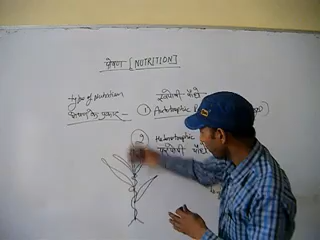 पोषण [NUTRITION]
Type of Nutrition
पोषण के प्रकार -
स्वपोषी पौधे
① Autotrophic
② Heterotrophic
परपोषी पौधे